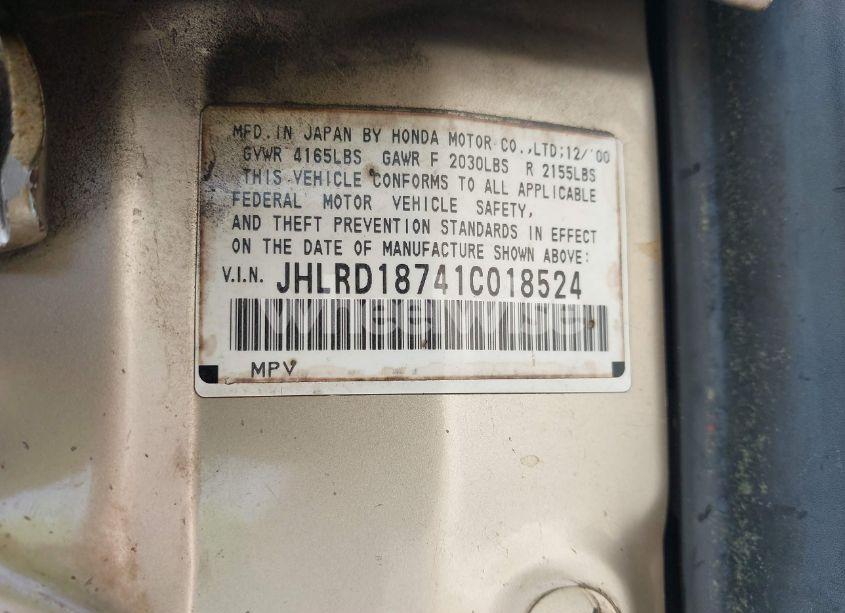 MFD. IN JAPAN BY HONDA MOTOR CO.,LTD;12/'00
GVWR 4165LBS GAWR F 2030LBS R 2155LBS
THIS VEHICLE CONFORMS TO ALL APPLICABLE
FEDERAL MOTOR VEHICLE SAFETY,
AND THEFT PREVENTION STANDARDS IN EFFECT
ON THE DATE OF MANUFACTURE SHOWN ABOVE:
V.I.N. JHLRD18741C018524
MPV